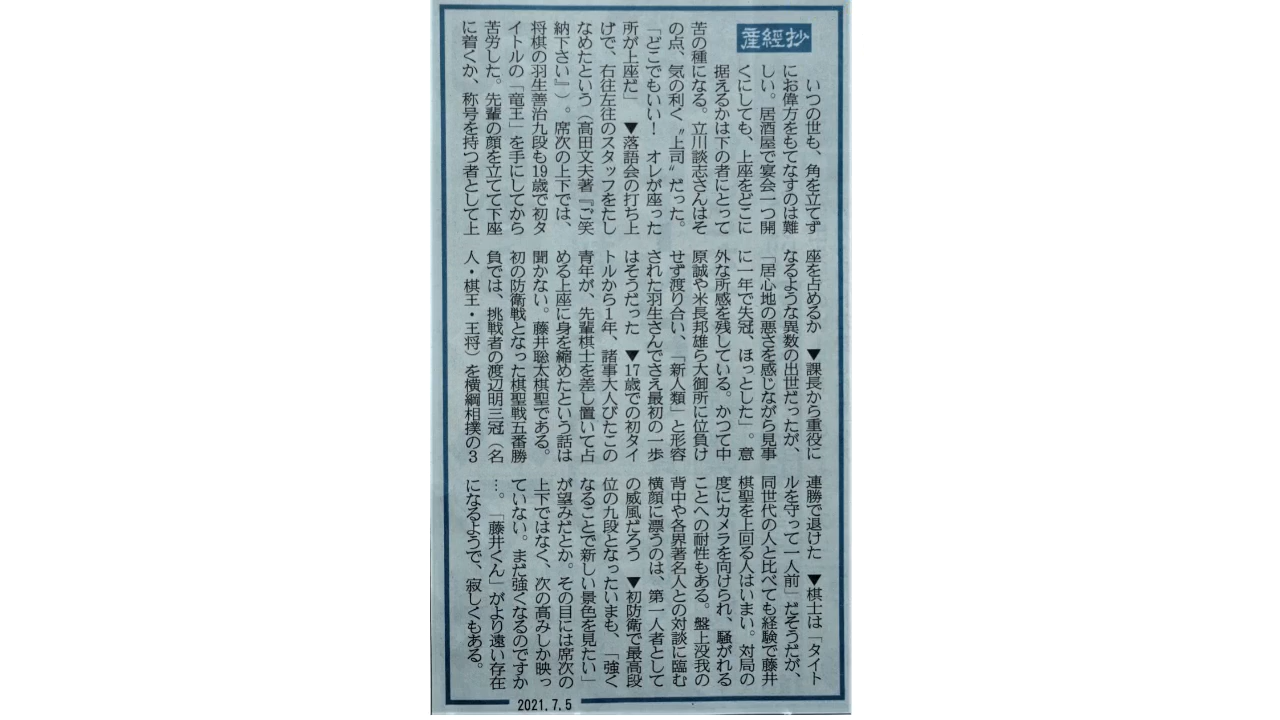 産經抄
いつの世も、角を立てず
にお偉方をもてなすのは難
しい。居酒屋で宴会一つ開
くにしても、上座をどこに
据えるかは下の者にとって
苦の種になる。立川談志さんはそ
の点、気の利く〝上司〟だった。
「どこでもいい! オレが座った
所が上座だ」▼落語会の打ち上
げで、右往左往のスタッフをたし
なめたという(高田文夫著『ご笑
納下さい』)。席次の上下では、
将棋の羽生善治九段も19歳で初タ
イトルの「竜王」を手にしてから
苦労した。先輩の顔を立てて下座
に着くか、称号を持つ者として上
座を占めるか ▼課長から重役に
なるような異数の出世だったが、
「居心地の悪さを感じながら見事
に一年で失冠、ほっとした」。意
外な所感を残している。かつて中
原誠や米長邦雄ら大御所に位負け
せず渡り合い、「新人類」と形容
された羽生さんでさえ最初の一歩
はそうだった ▼17歳での初タイ
トルから1年、諸事大人びたこの
青年が、先輩棋士を差し置いて占
める上座に身を縮めたという話は
聞かない。藤井聡太棋聖である。
初の防衛戦となった棋聖戦五番勝
負では、挑戦者の渡辺明三冠(名
人・棋王・王将)を横綱相撲の3
連勝で退けた ▼棋士は「タイト
ルを守って一人前」だそうだが、
同世代の人と比べても経験で藤井
棋聖を上回る人はいまい。対局の
度にカメラを向けられ、騒がれる
ことへの耐性もある。盤上没我の
背中や各界著名人との対談に臨む
横顔に漂うのは、第一人者として
の威風だろう ▼初防衛で最高段
位の九段となったいまも、「強く
なることで新しい景色を見たい」
が望みだとか。その目には席次の
上下ではなく、次の高みしか映っ
ていない。まだ強くなるのですか
…。「藤井くん」がより遠い存在
になるようで、寂しくもある。
2021.7.5